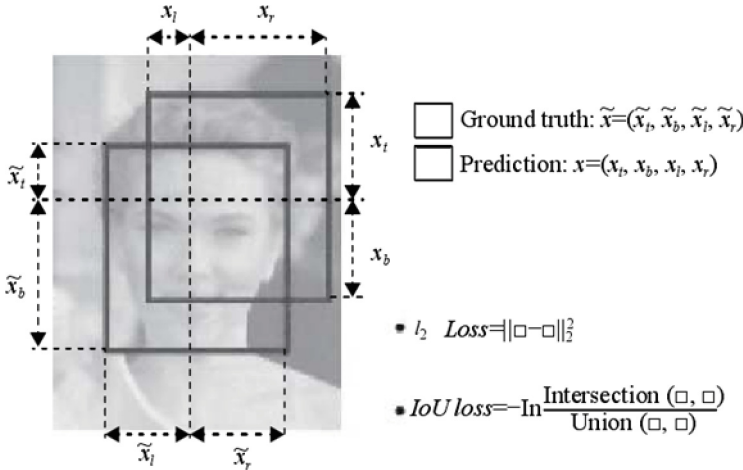 x_l x_r
Ground truth: x̃=(x̃_t, x̃_b, x̃_l, x̃_r)
x_t
Prediction: x=(x_t, x_b, x_l, x_r)
x̃_t
x_b
x̃_b
• l_2 Loss=||□−□||_2^2
• IoU loss=−In Intersection (□, □) / Union (□, □)
x̃_l x̃_r